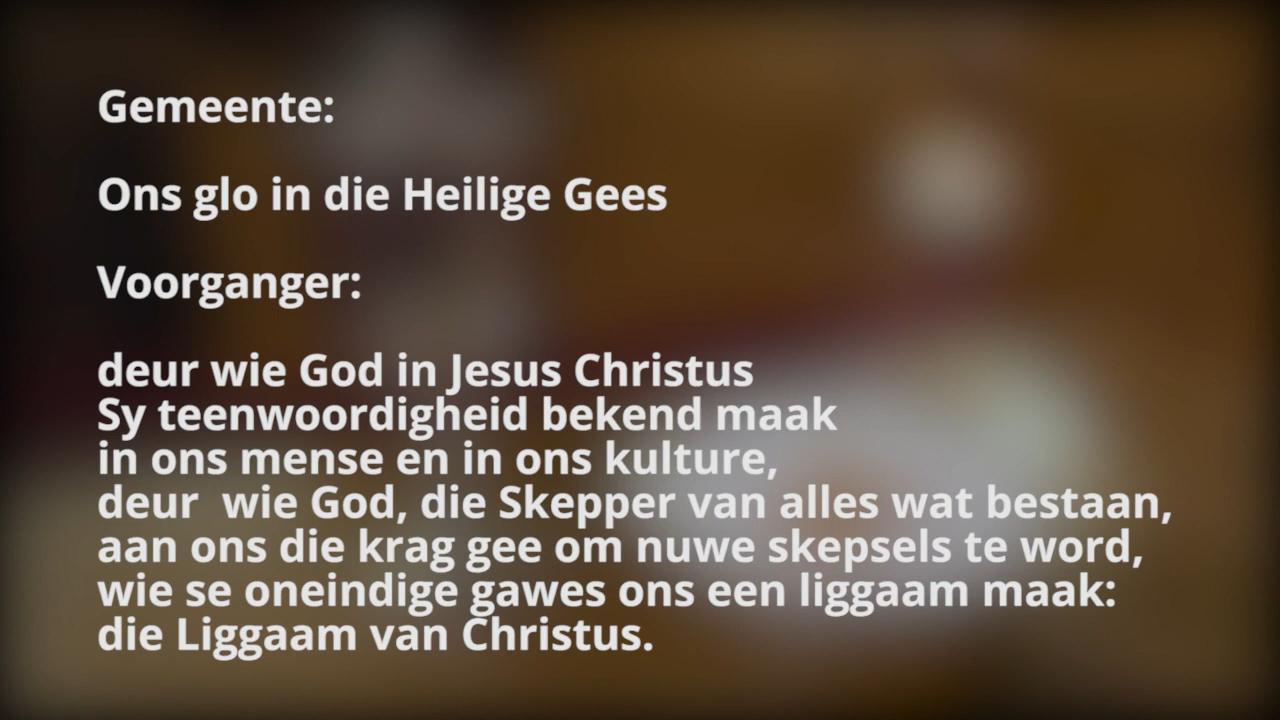 Gemeente:
Ons glo in die Heilige Gees
Voorganger:
deur wie God in Jesus Christus
Sy teenwoordigheid bekend maak
in ons mense en in ons kulture,
deur  wie God, die Skepper van alles wat bestaan,
aan ons die krag gee om nuwe skepsels te word,
wie se oneindige gawes ons een liggaam maak:
die Liggaam van Christus.